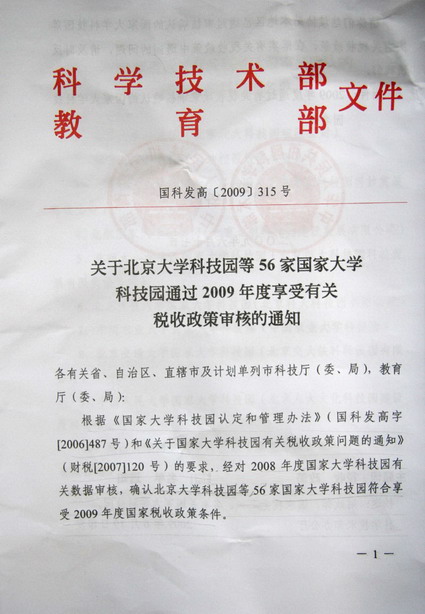 科学技术部
教育部
文件
国科发高〔2009〕315号
关于北京大学科技园等56家国家大学
科技园通过2009年度享受有关
税收政策审核的通知
各有关省、自治区、直辖市及计划单列市科技厅（委、局），教育
厅（委、局）：
根据《国家大学科技园认定和管理办法》（国科发高字
[2006]487号）和《关于国家大学科技园有关税收政策问题的通知》
（财税[2007]120号）的要求，经对2008年度国家大学科技园有
关数据审核，确认北京大学科技园等56家国家大学科技园符合享
受2009年度国家税收政策条件。
—1—